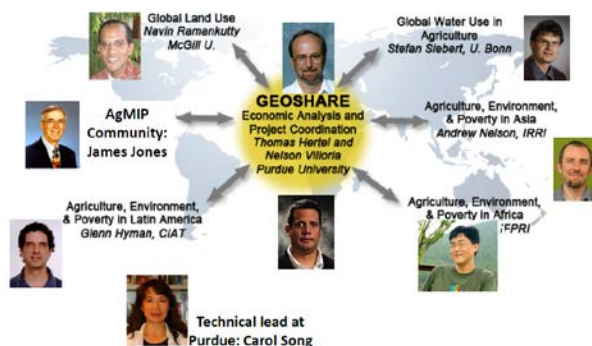 Global Land Use
Navin Ramankutty
McGill U.
Global Water Use in
Agriculture
Stefan Siebert, U. Bonn
AgMIP
Community:
James Jones
GEOSHARE
Economic Analysis and
Project Coordination
Thomas Hertel and
Nelson Villoria
Purdue University
Agriculture, Environment,
& Poverty in Asia
Andrew Nelson, IRRI
Agriculture, Environment,
& Poverty in Latin America
Glenn Hyman, CIAT
Agriculture, Environment,
& Poverty in Africa
IFPRI
Technical lead at
Purdue: Carol Song